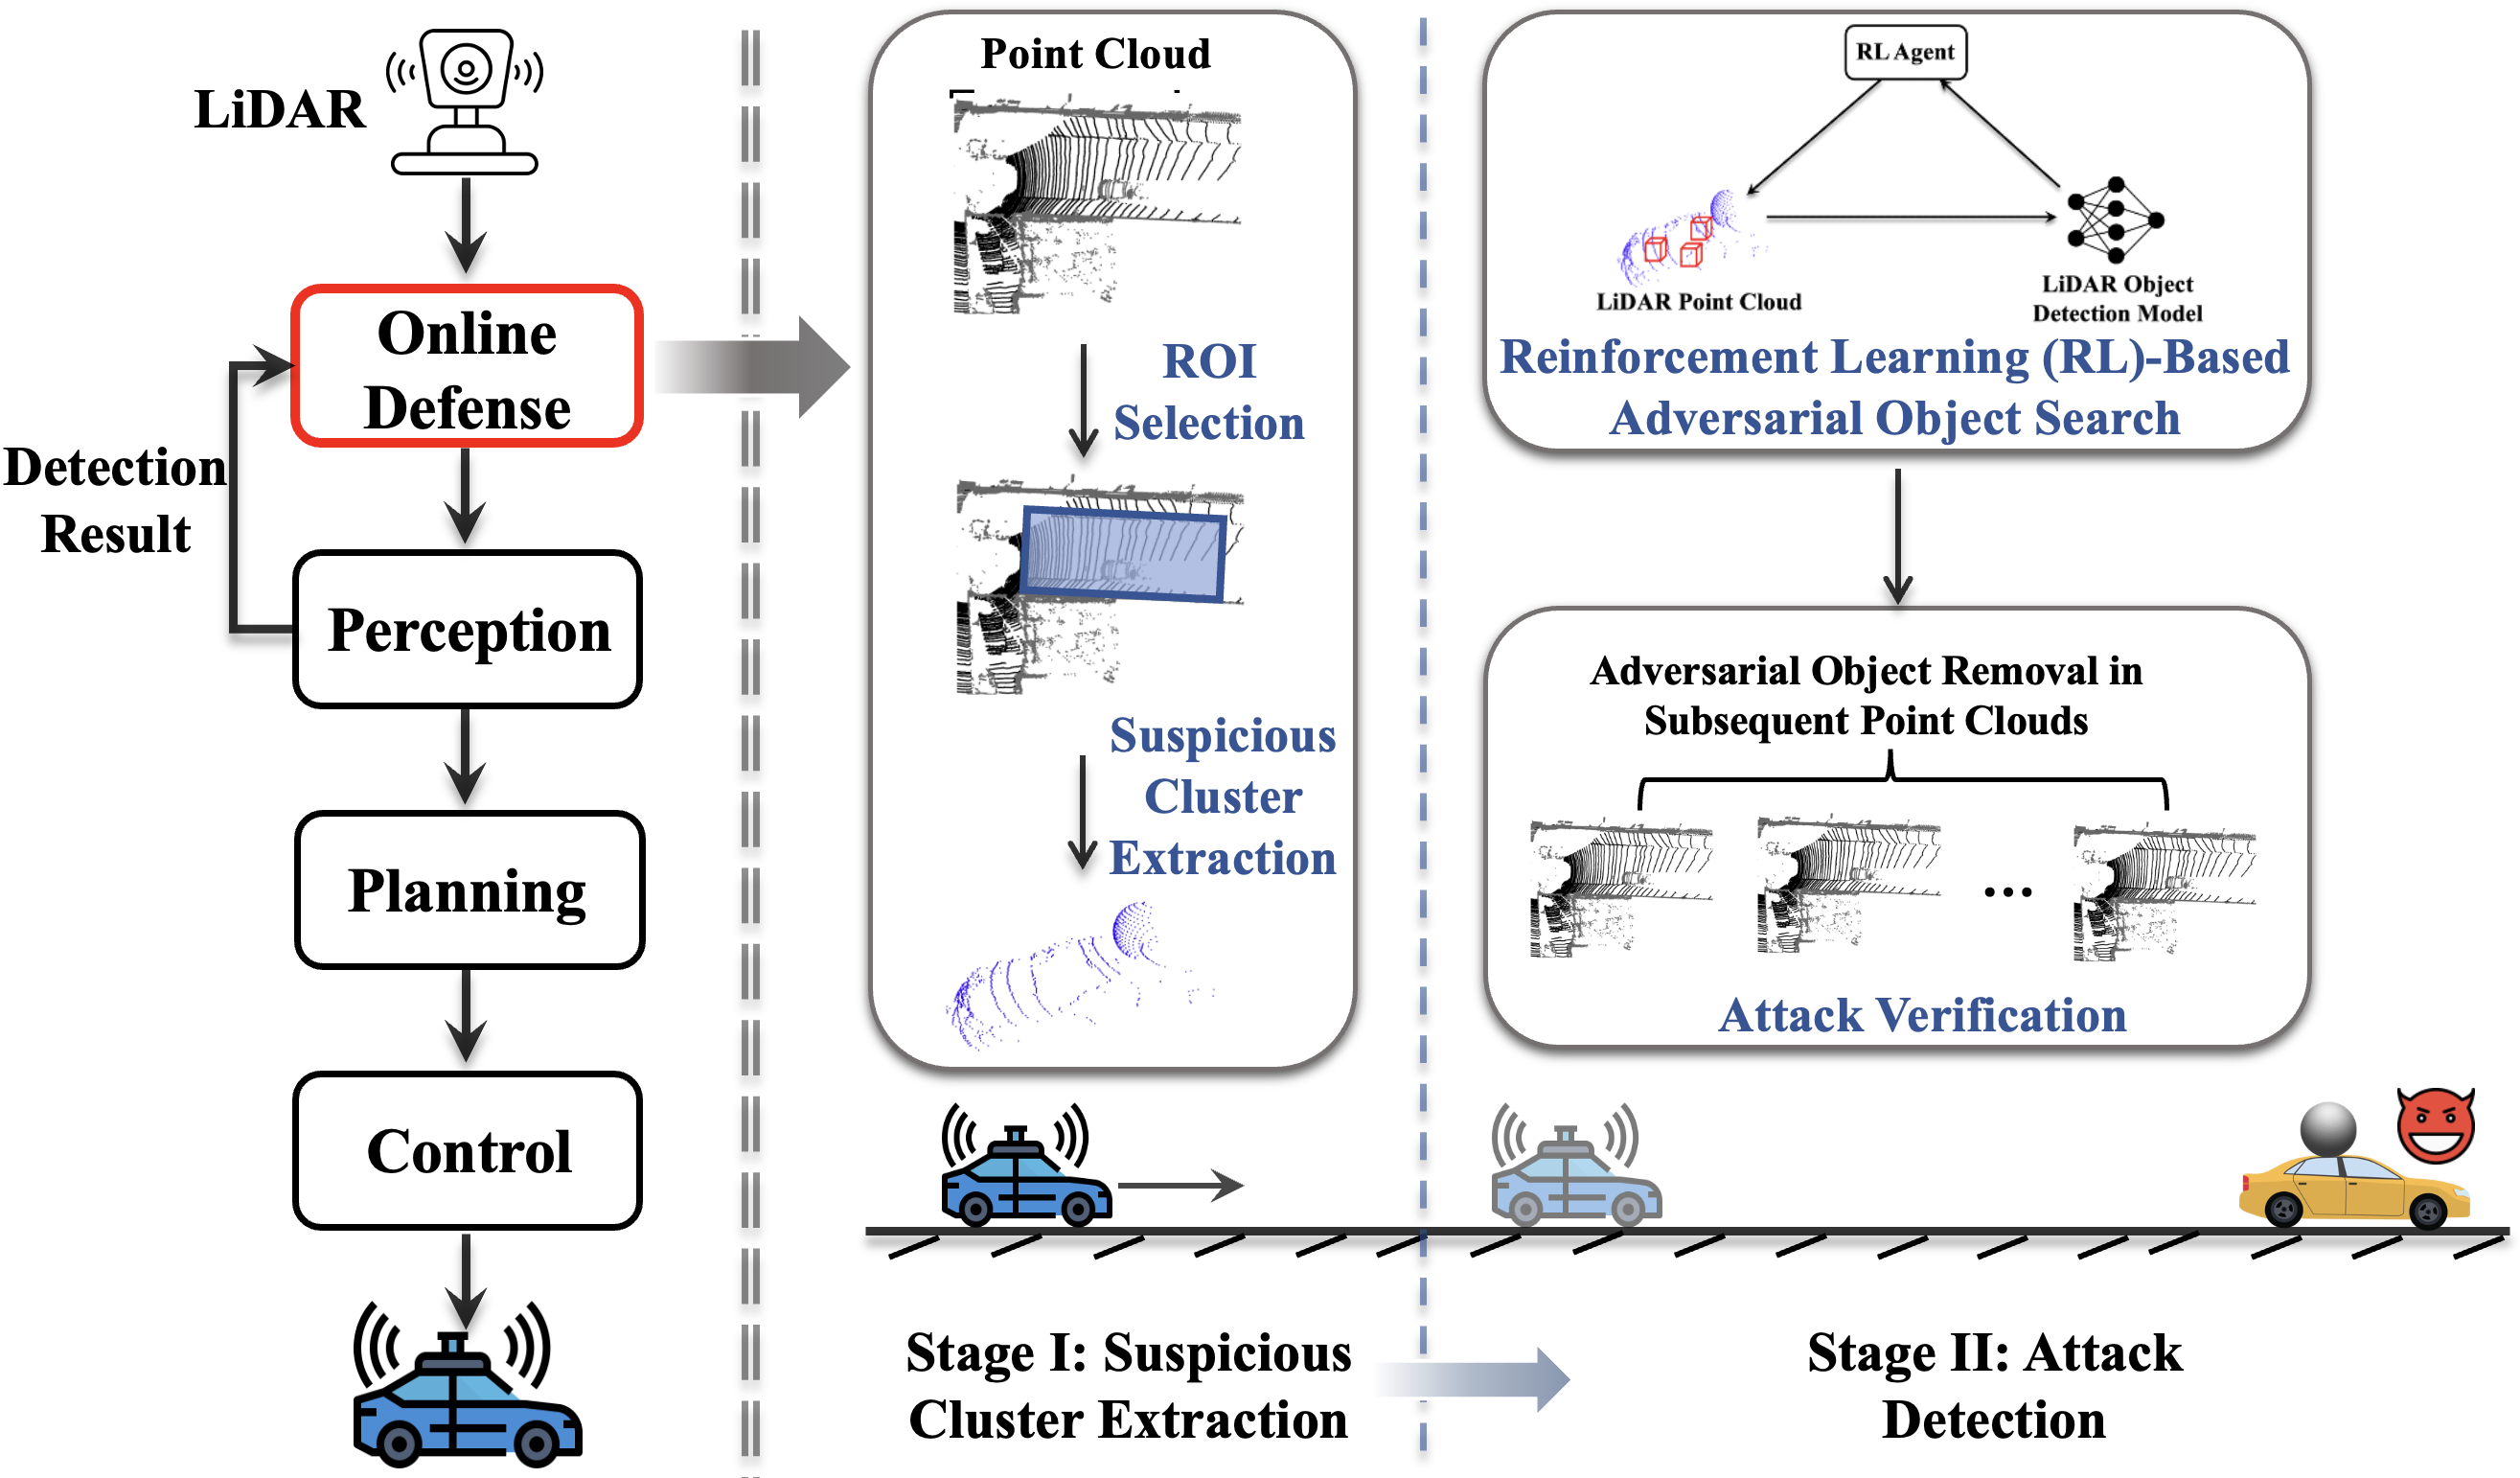 LiDAR
Online
Defense
Detection
Result
Perception
Planning
Control
Point Cloud
ROI
Selection
Suspicious
Cluster
Extraction
RL Agent
LiDAR Point Cloud
LiDAR Object
Detection Model
Reinforcement Learning (RL)-Based
Adversarial Object Search
Adversarial Object Removal in
Subsequent Point Clouds
...
Attack Verification
Stage I: Suspicious
Cluster Extraction
Stage II: Attack
Detection